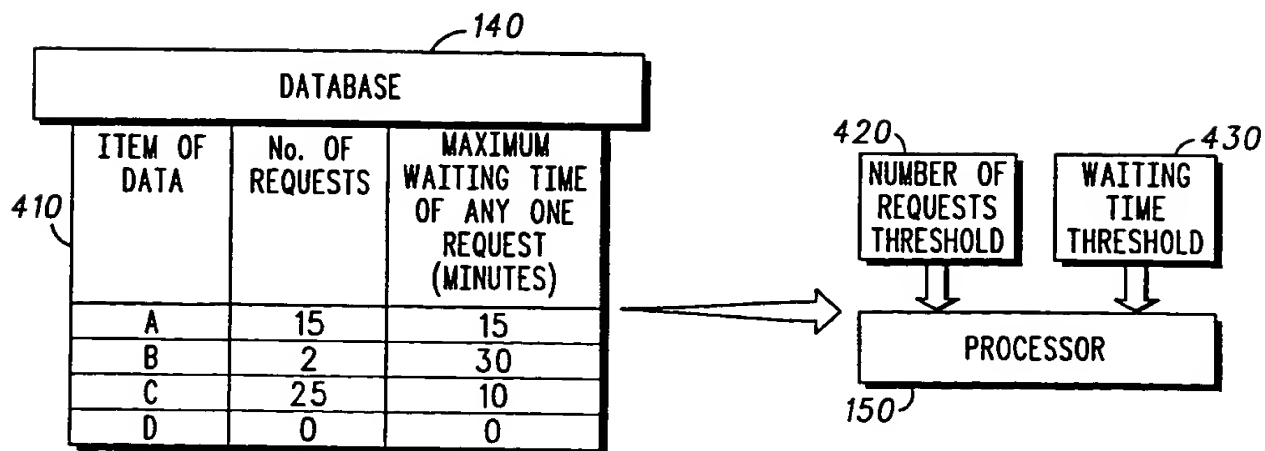 140
DATABASE
ITEM OF DATA
No. OF REQUESTS
MAXIMUM WAITING TIME OF ANY ONE REQUEST (MINUTES)
410
A 15 15
B 2 30
C 25 10
D 0 0
420
NUMBER OF REQUESTS THRESHOLD
430
WAITING TIME THRESHOLD
PROCESSOR
150